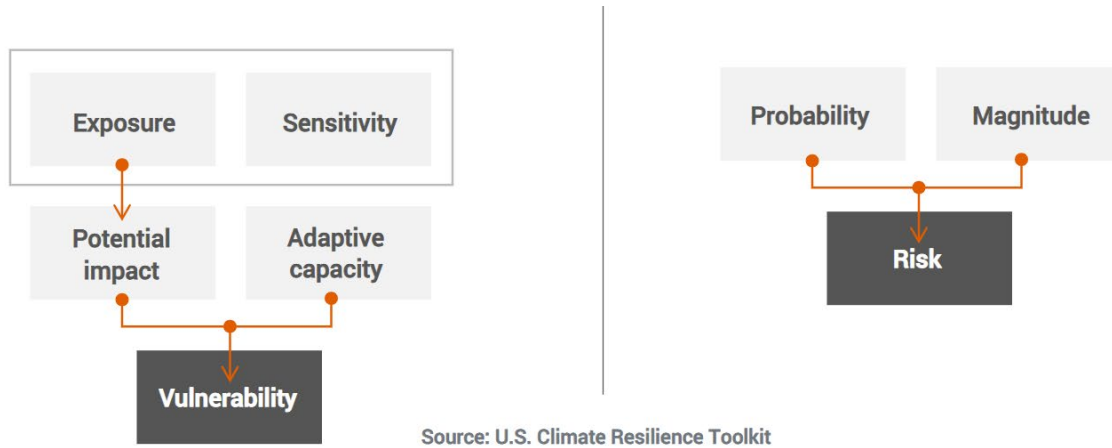 Exposure
Sensitivity
Potential
impact
Adaptive
capacity
Vulnerability
Probability
Magnitude
Risk
Source: U.S. Climate Resilience Toolkit